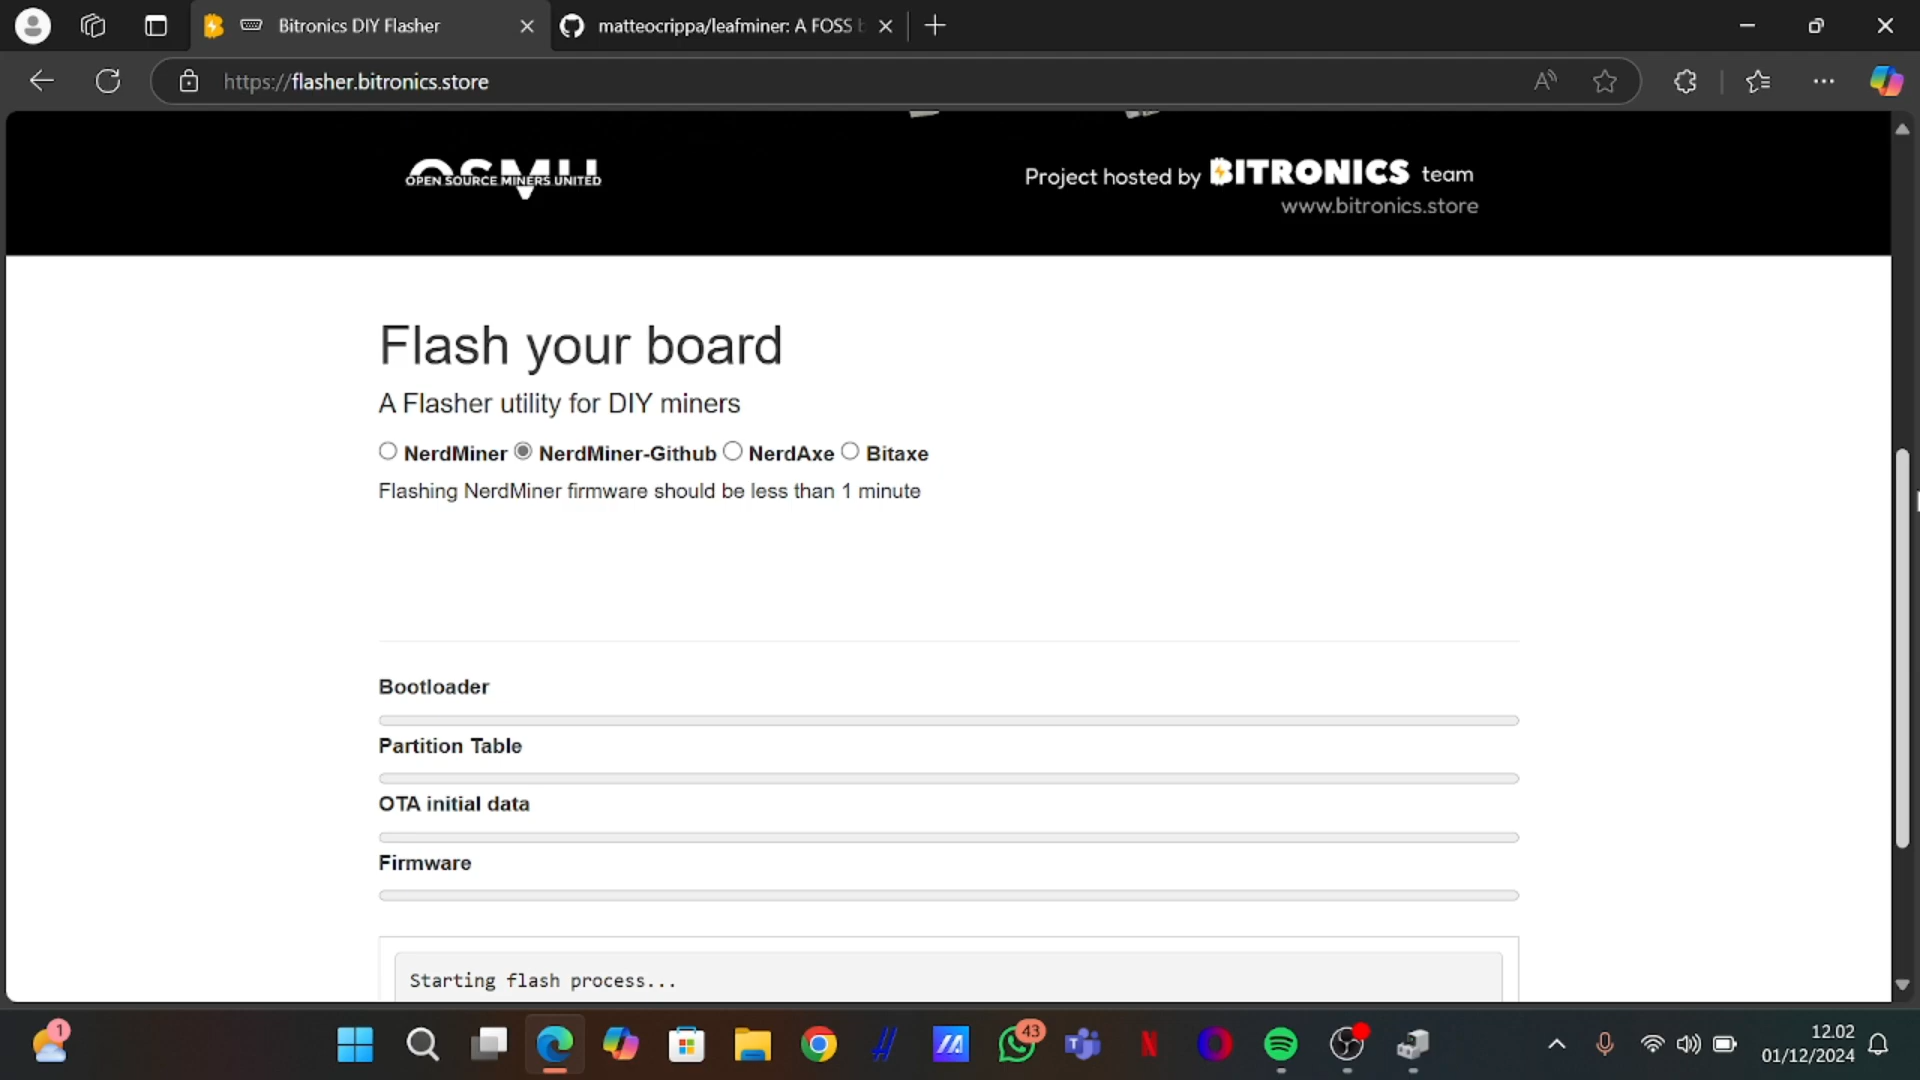 Bitronics DIY Flasher
matteocrippa/leafminer: A FOSS
https://flasher.bitronics.store
OPEN SOURCE MINERS UNITED
Project hosted by BITRONICS team
www.bitronics.store
Flash your board
A Flasher utility for DIY miners
NerdMiner NerdMiner-Github NerdAxe Bitaxe
Flashing NerdMiner firmware should be less than 1 minute
Bootloader
Partition Table
OTA initial data
Firmware
Starting flash process...
1
43
12.02
01/12/2024